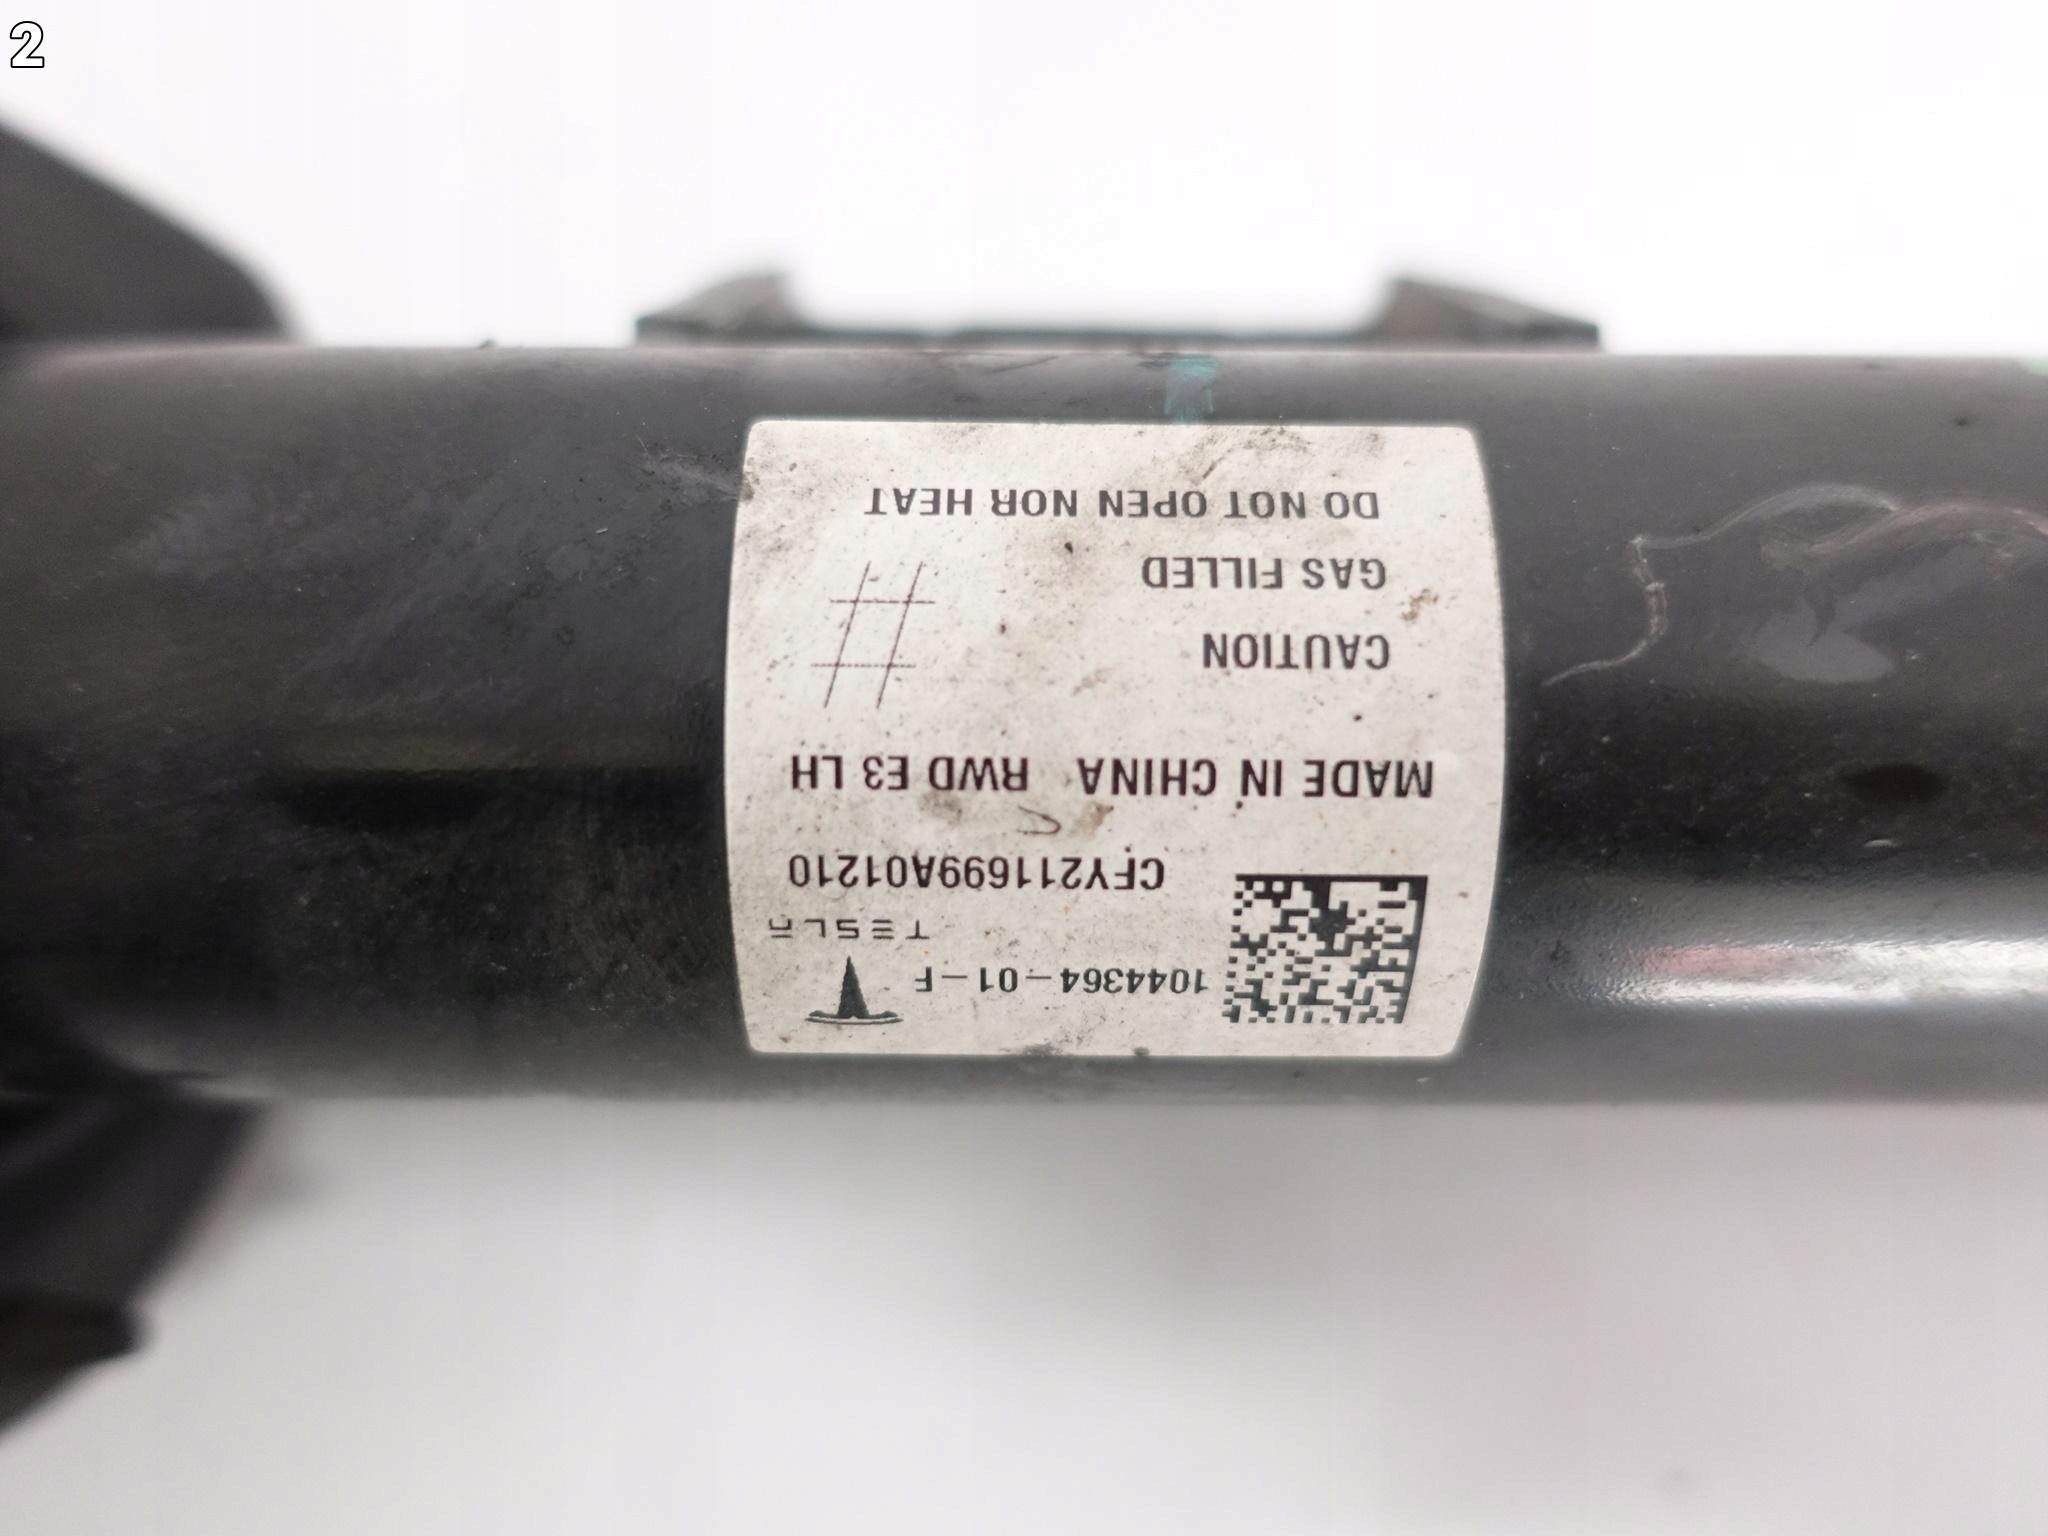 2
1044364-01-F
TESLA
CFY211699A01210
MADE IN CHINA RWD E3 LH
CAUTION
GAS FILLED
DO NOT OPEN NOR HEAT